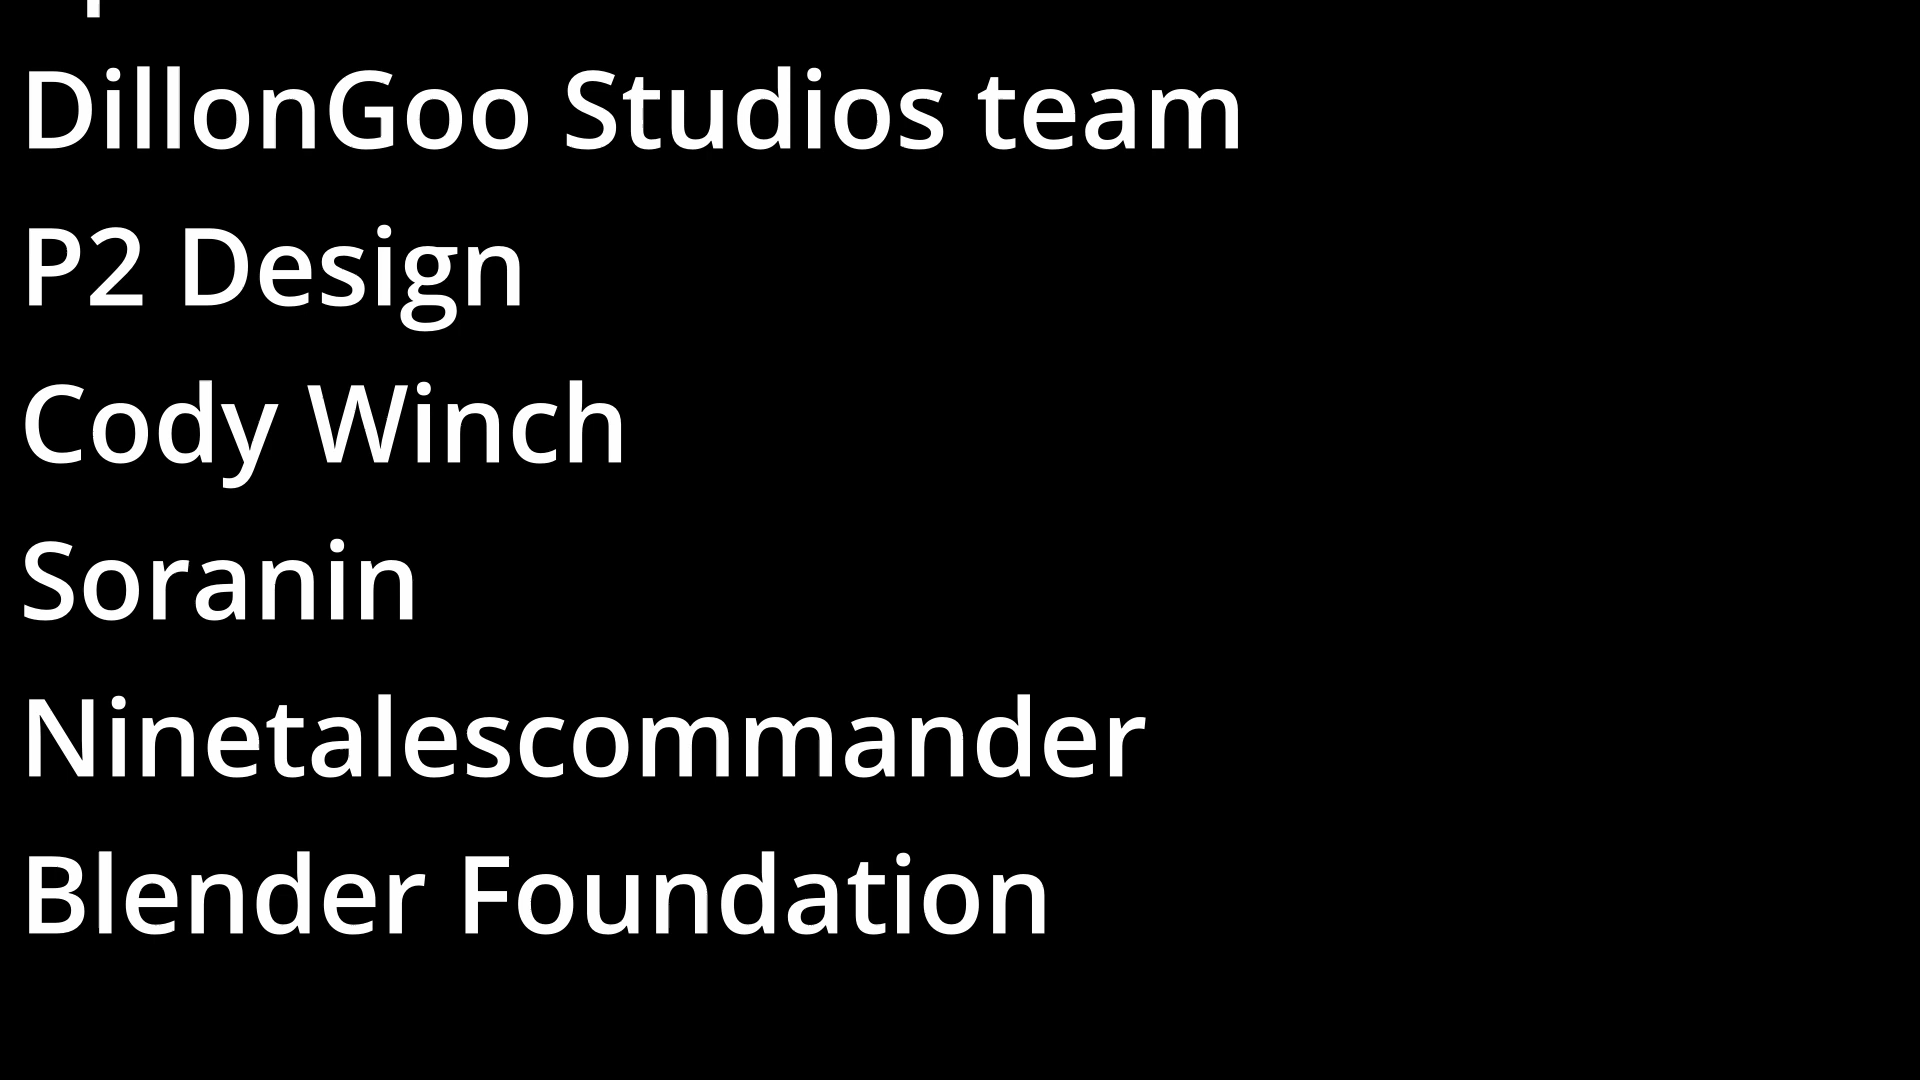 DillonGoo Studios team
P2 Design
Cody Winch
Soranin
Ninetalescommander
Blender Foundation